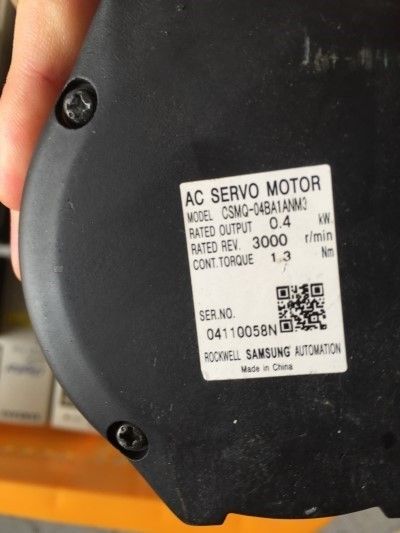 AC SERVO MOTOR
MODEL CSMQ-04BA1ANM3
RATED OUTPUT 0.4 kW
RATED REV. 3000 r/min
CONT.TORQUE 1.3 Nm
SER.NO.
04110058N
ROCKWELL SAMSUNG AUTOMATION
Made in China